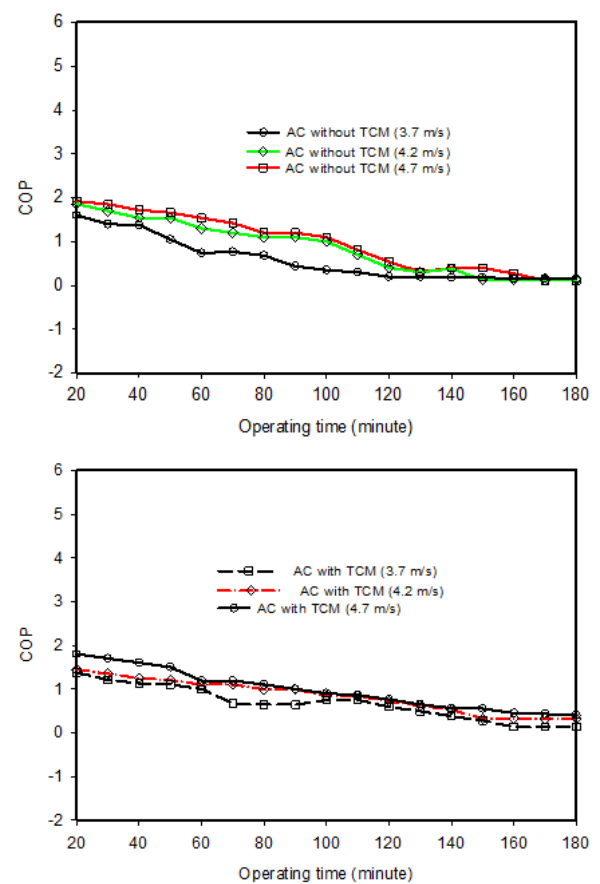 6
5
4
3
2
1
0
-1
-2
COP
AC without TCM (3.7 m/s)
AC without TCM (4.2 m/s)
AC without TCM (4.7 m/s)
20 40 60 80 100 120 140 160 180
Operating time (minute)
6
5
4
3
2
1
0
-1
-2
COP
AC with TCM (3.7 m/s)
AC with TCM (4.2 m/s)
AC with TCM (4.7 m/s)
20 40 60 80 100 120 140 160 180
Operating time (minute)